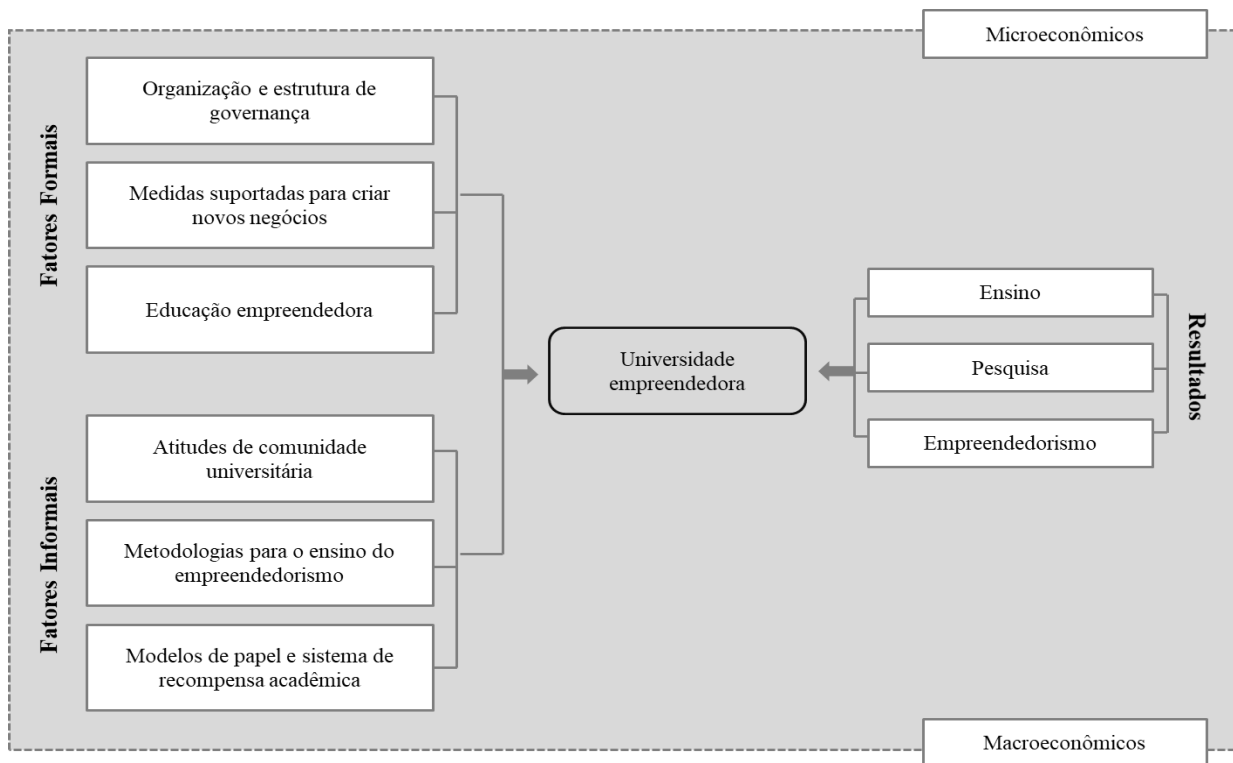 Microeconômicos
Fatores Formais
Organização e estrutura de
governança
Medidas suportadas para criar
novos negócios
Educação empreendedora
Fatores Informais
Atitudes de comunidade
universitária
Metodologias para o ensino do
empreendedorismo
Modelos de papel e sistema de
recompensa acadêmica
Universidade
empreendedora
Ensino
Pesquisa
Empreendedorismo
Resultados
Macroeconômicos